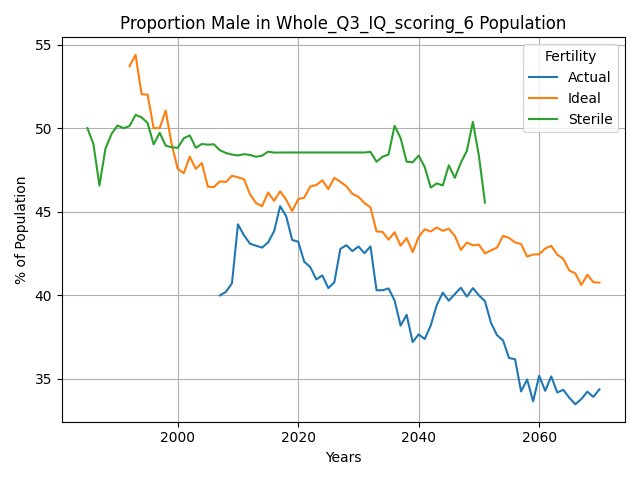 Proportion Male in Whole_Q3_IQ_scoring_6 Population
55
50
45
40
35
% of Population
2000
2020
2040
2060
Years
Fertility
Actual
Ideal
Sterile